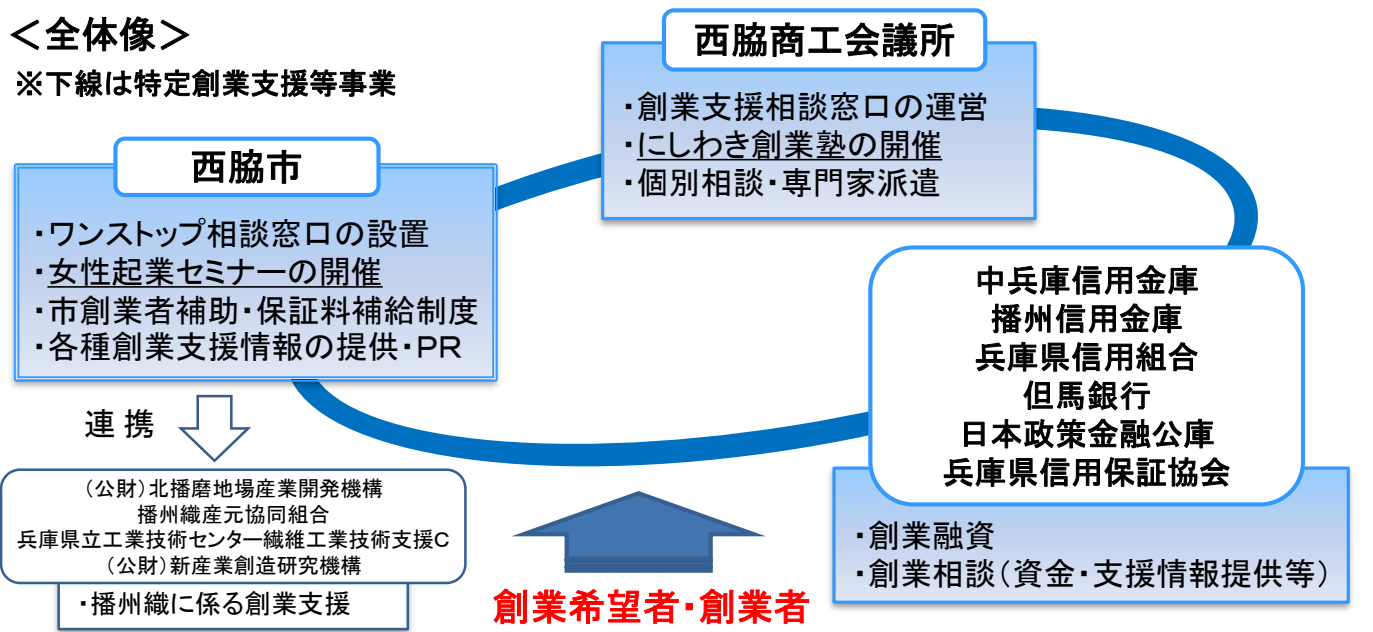 ＜全体像＞
※下線は特定創業支援等事業
西脇商工会議所
・創業支援相談窓口の運営
・にしわき創業塾の開催
・個別相談・専門家派遣
西脇市
・ワンストップ相談窓口の設置
・女性起業セミナーの開催
・市創業者補助・保証料補給制度
・各種創業支援情報の提供・PR
中兵庫信用金庫
播州信用金庫
兵庫県信用組合
但馬銀行
日本政策金融公庫
兵庫県信用保証協会
・創業融資
・創業相談（資金・支援情報提供等）
連 携
（公財）北播磨地場産業開発機構
播州織産元協同組合
兵庫県立工業技術センター繊維工業技術支援C
（公財）新産業創造研究機構
・播州織に係る創業支援
創業希望者・創業者